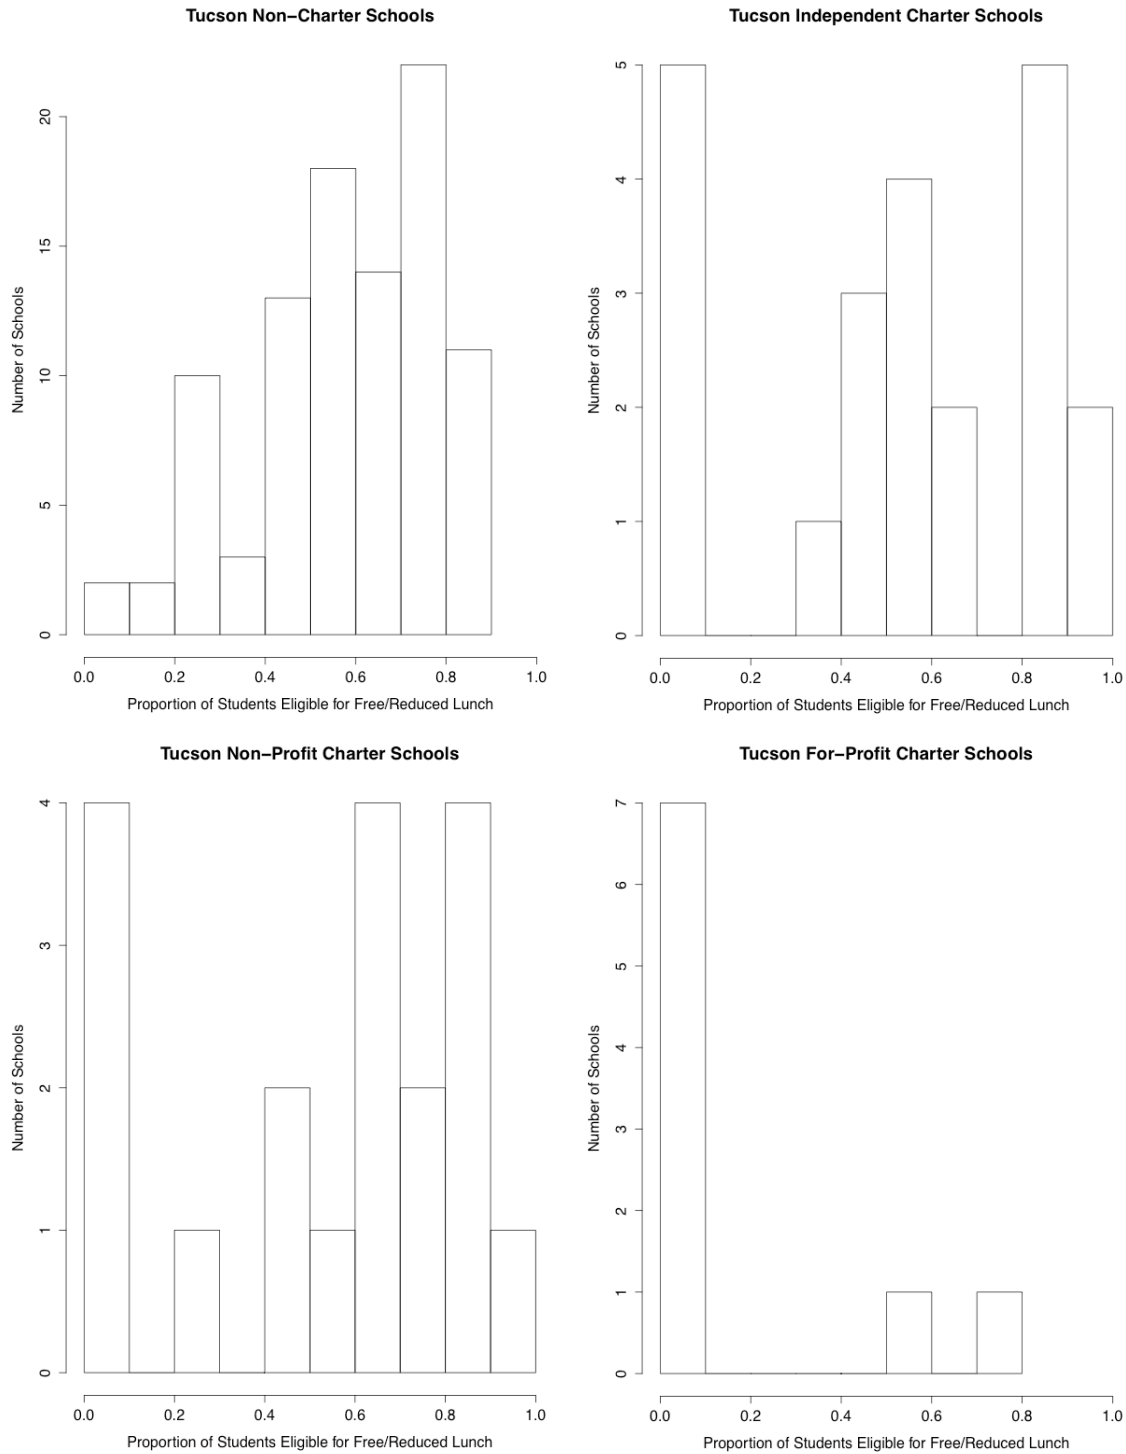 Tucson Non−Charter Schools
Number of Schools
20
15
10
5
0
0.0 0.2 0.4 0.6 0.8 1.0
Proportion of Students Eligible for Free/Reduced Lunch
Tucson Independent Charter Schools
Number of Schools
5
4
3
2
1
0
0.0 0.2 0.4 0.6 0.8 1.0
Proportion of Students Eligible for Free/Reduced Lunch
Tucson Non−Profit Charter Schools
Number of Schools
4
3
2
1
0
0.0 0.2 0.4 0.6 0.8 1.0
Proportion of Students Eligible for Free/Reduced Lunch
Tucson For−Profit Charter Schools
Number of Schools
7
6
5
4
3
2
1
0
0.0 0.2 0.4 0.6 0.8 1.0
Proportion of Students Eligible for Free/Reduced Lunch